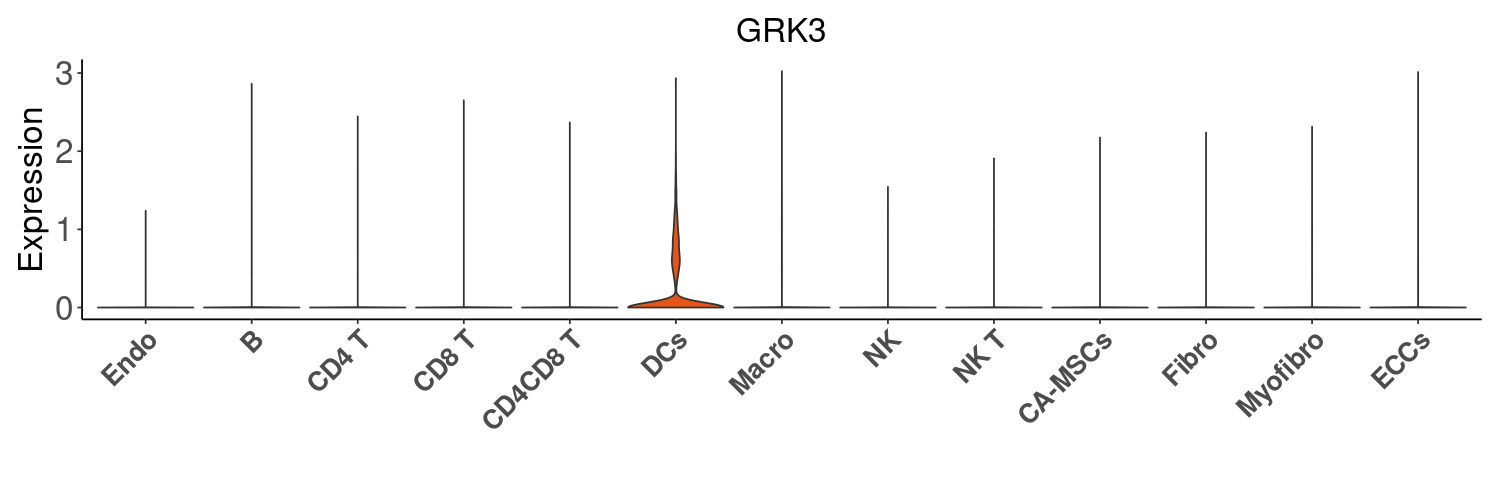 GRK3
Expression
3
2
1
0
Endo
B
CD4 T
CD8 T
CD4CD8 T
DCs
Macro
NK
NK T
CA-MSCs
Fibro
Myofibro
ECCs